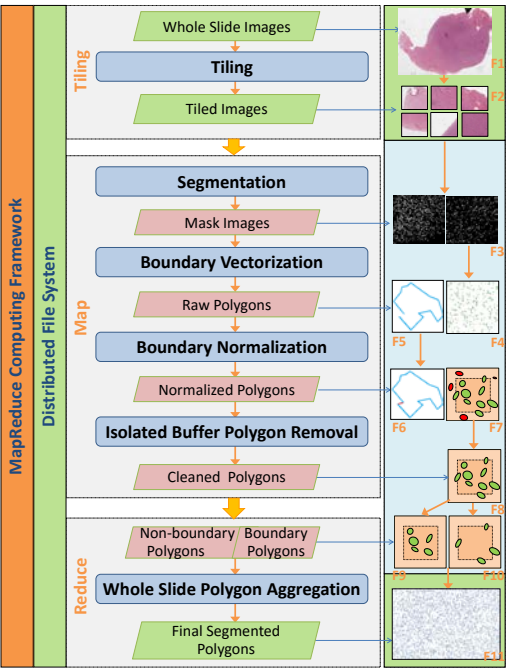 MapReduce Computing Framework
Distributed File System
Tiling
Whole Slide Images
Tiling
Tiled Images
F1
F2
Map
Segmentation
Mask Images
F3
Boundary Vectorization
Raw Polygons
F5
F4
Boundary Normalization
Normalized Polygons
F6
F7
Isolated Buffer Polygon Removal
Cleaned Polygons
F8
Reduce
Non-boundary
Polygons
Boundary
Polygons
F9
F10
Whole Slide Polygon Aggregation
Final Segmented
Polygons
F11